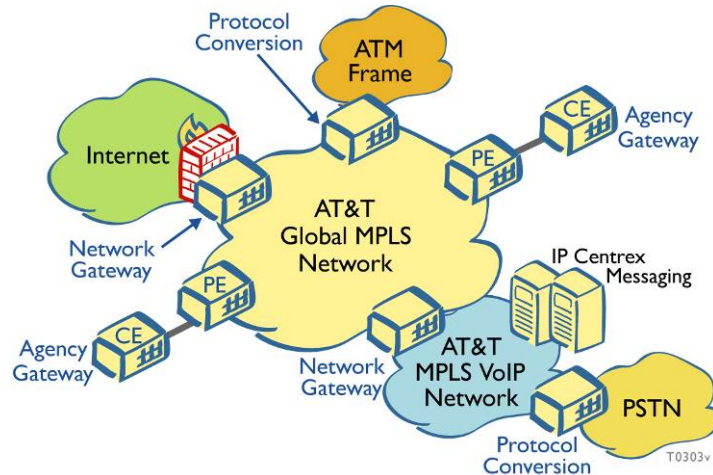 Protocol
Conversion
ATM
Frame
CE
Agency
Gateway
PE
Internet
AT&T
Global MPLS
Network
Network
Gateway
IP Centrex
Messaging
PE
CE
Agency
Gateway
Network
Gateway
AT&T
MPLS VoIP
Network
PSTN
Protocol
Conversion
T0303v